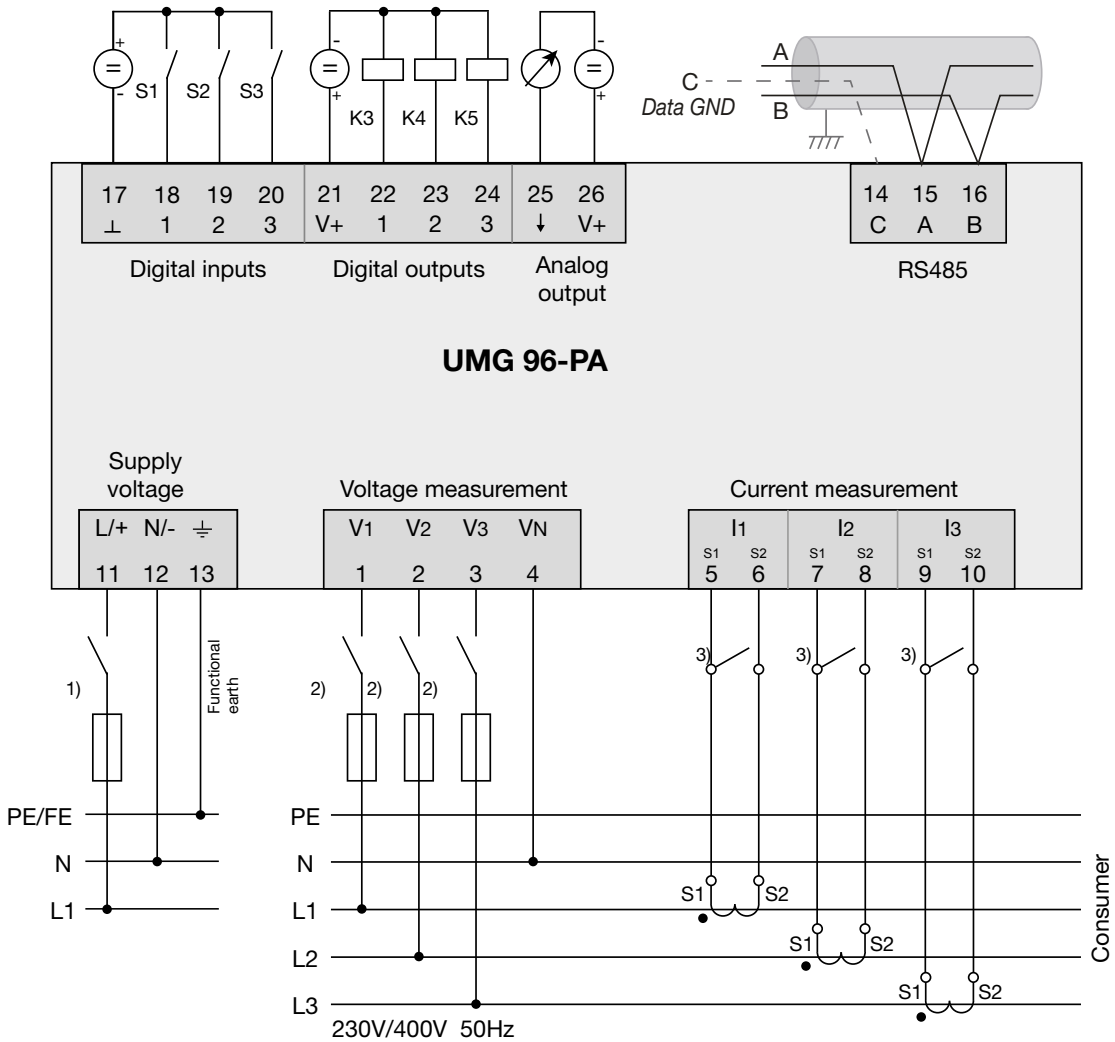 +
=
-
S1
S2
S3
-
=
+
K3
K4
K5
-
=
+
A
C
Data GND
B
17 18 19 20 21 22 23 24 25 26
⊥ 1 2 3 V+ 1 2 3 ↓ V+
14 15 16
C A B
Digital inputs
Digital outputs
Analog
output
RS485
UMG 96-PA
Supply
voltage
Voltage measurement
Current measurement
L/+ N/- ⏚
11 12 13
V1 V2 V3 VN
1 2 3 4
I1 I2 I3
S1 S2 S1 S2 S1 S2
5 6 7 8 9 10
1)
Functional
earth
2) 2) 2)
3) 3) 3)
PE/FE
N
L1
PE
N
L1
L2
L3
S1 S2
S1 S2
S1 S2
Consumer
230V/400V 50Hz